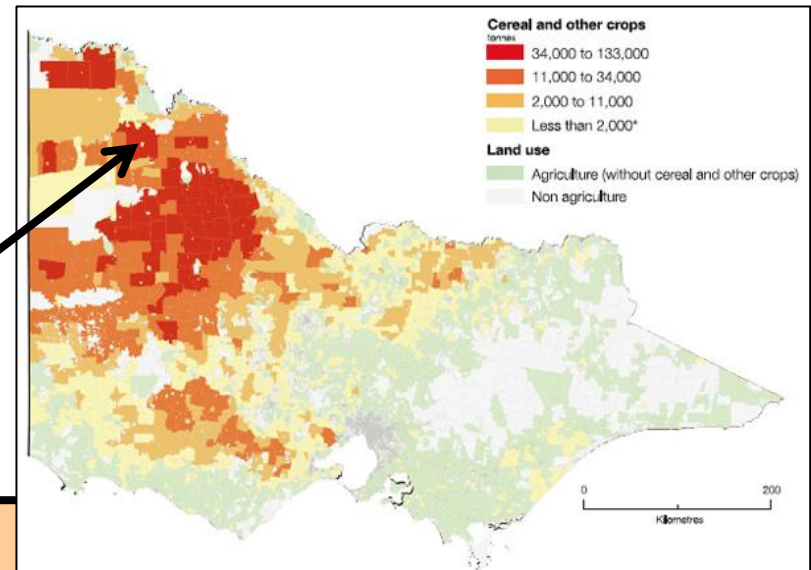 Cereal and other crops
tonnes
34,000 to 133,000
11,000 to 34,000
2,000 to 11,000
Less than 2,000*
Land use
Agriculture (without cereal and other crops)
Non agriculture
0 200
Kilometres